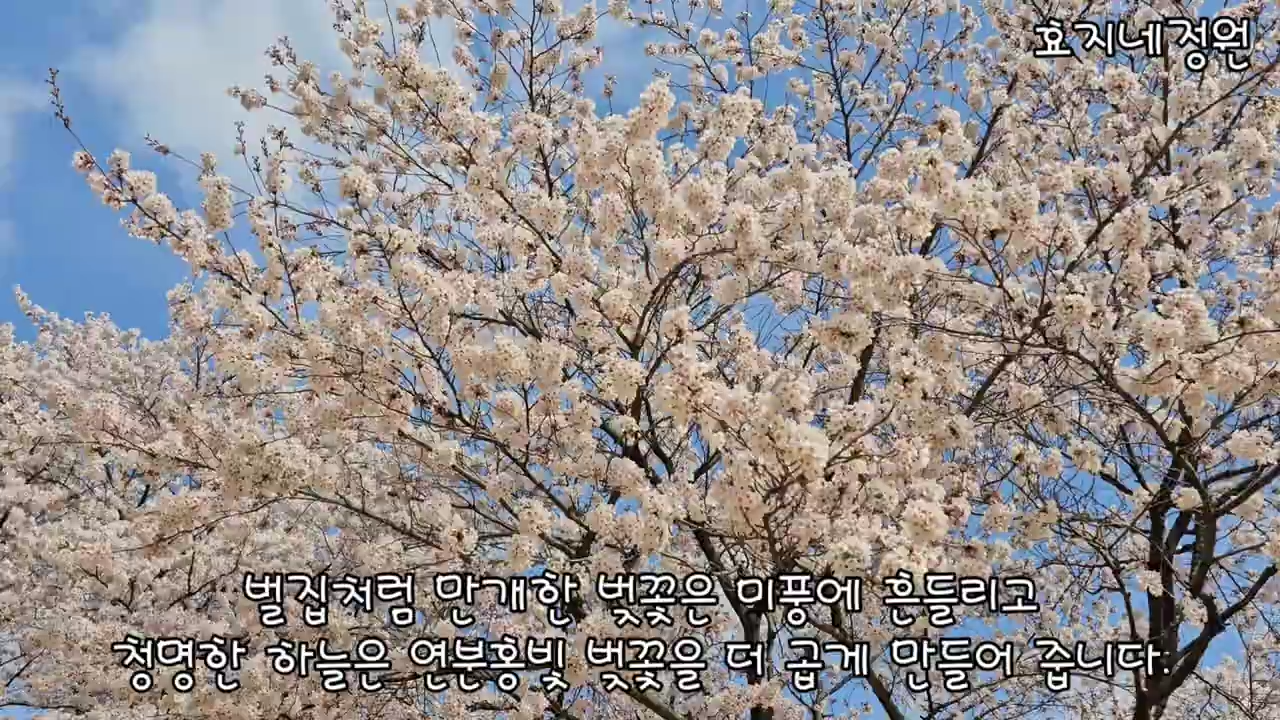 효지네정원
벌집처럼 만개한 벚꽃은 미풍에 흔들리고
청명한 하늘은 연분홍빛 벚꽃을 더 곱게 만들어 줍니다.